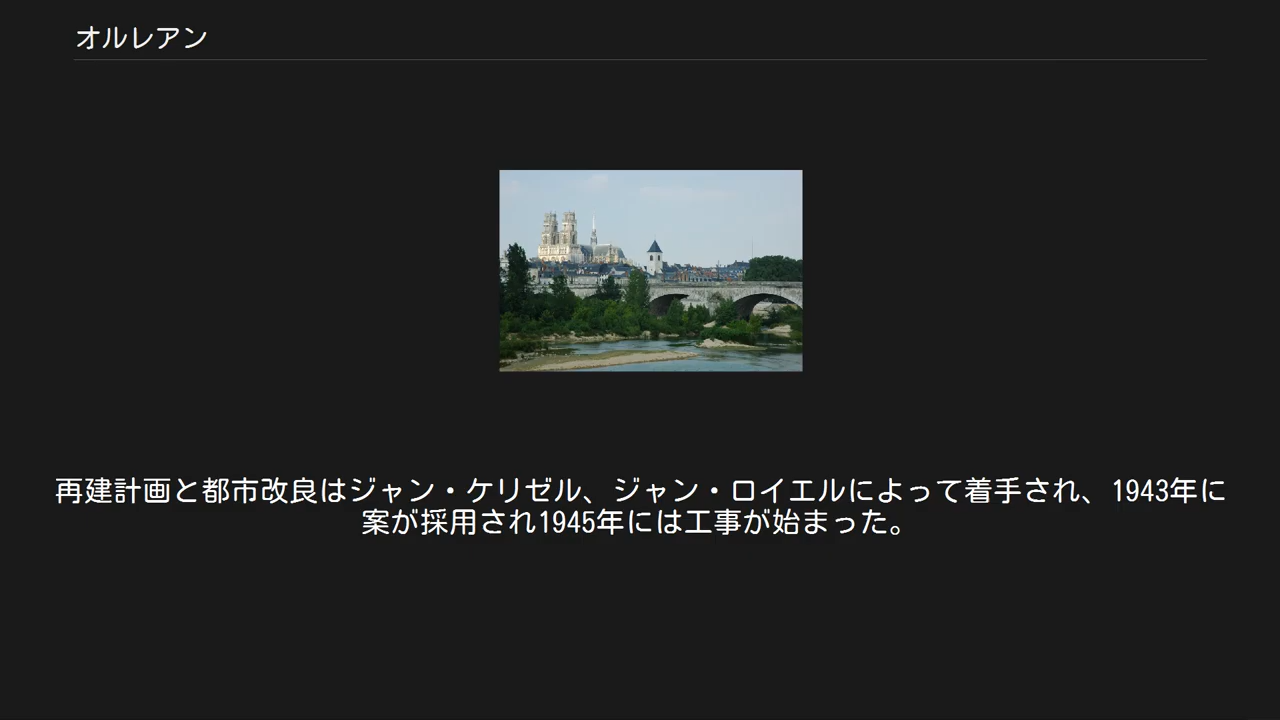 オルレアン
再建計画と都市改良はジャン・ケリゼル、ジャン・ロイエルによって着手され、1943年に
案が採用され1945年には工事が始まった。